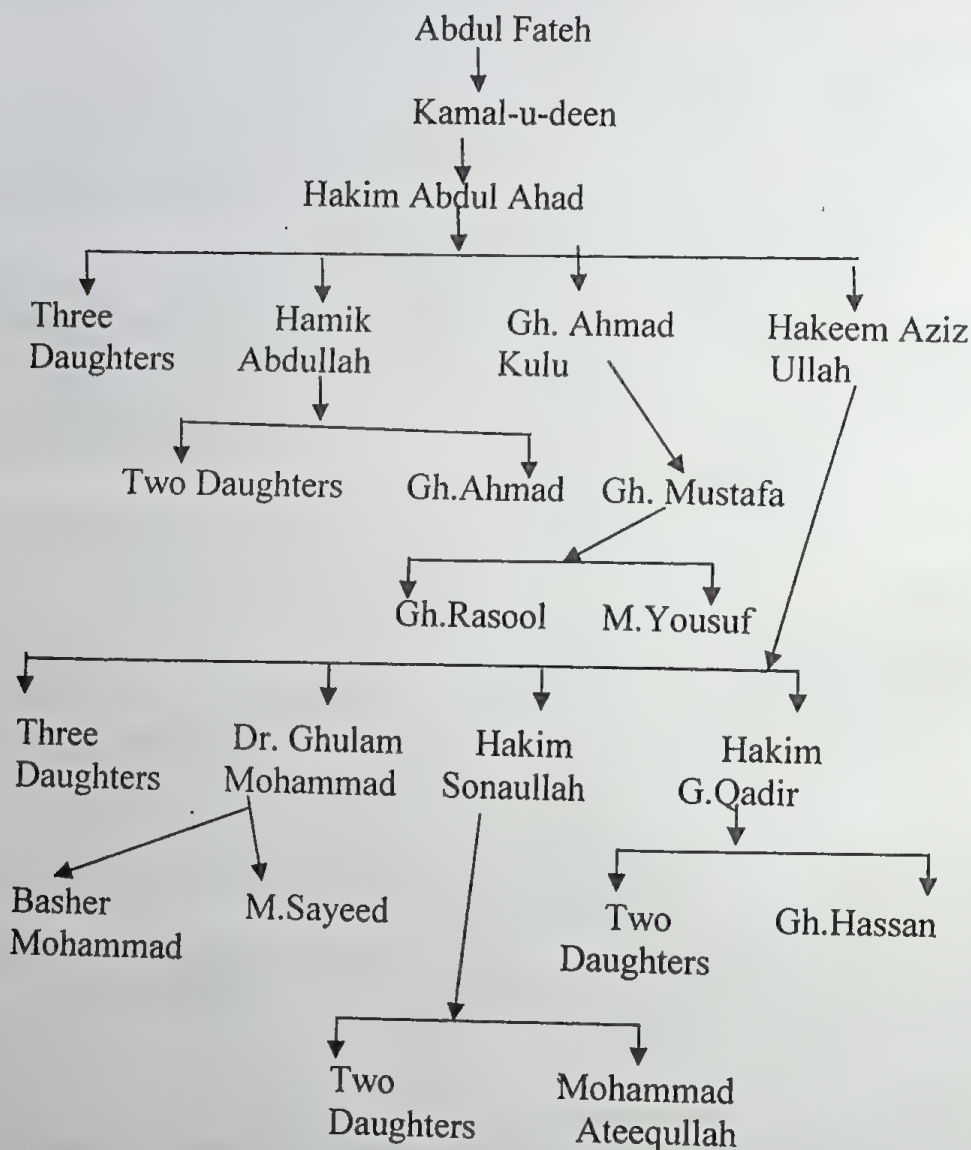 Abdul Fateh
Kamal-u-deen
Hakim Abdul Ahad
Three
Daughters
Hamik
Abdullah
Gh. Ahmad
Kulu
Hakeem Aziz
Ullah
Two Daughters
Gh.Ahmad
Gh. Mustafa
Gh.Rasool
M.Yousuf
Three
Daughters
Dr. Ghulam
Mohammad
Hakim
Sonaullah
Hakim
G.Qadir
Basher
Mohammad
M.Sayeed
Two
Daughters
Gh.Hassan
Two
Daughters
Mohammad
Ateequllah